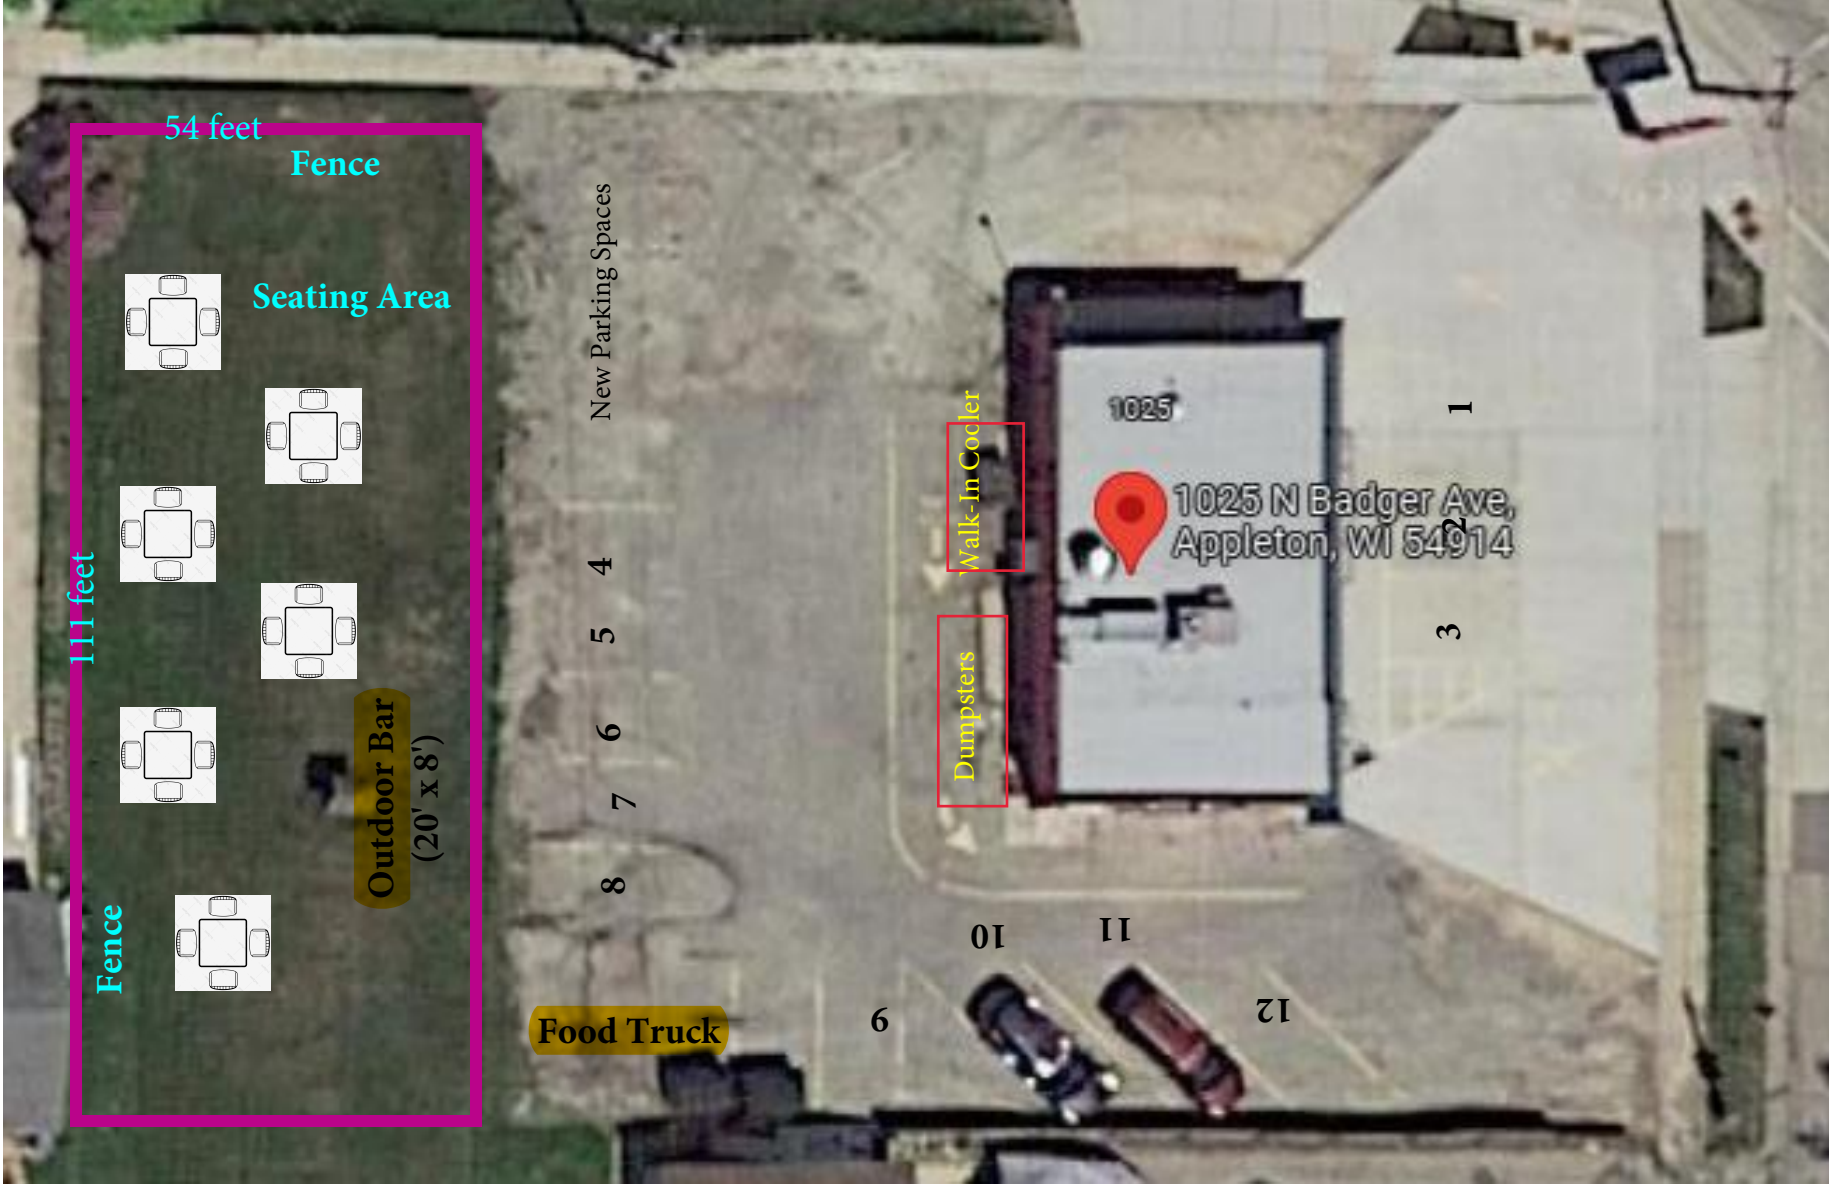 54 feet
Fence
Seating Area
111 feet
Outdoor Bar
(20' x 8')
Fence
New Parking Spaces
4
5
6
7
8
Food Truck
9
10
11
12
Walk-In Cooler
Dumpsters
1025
1025 N Badger Ave,
Appleton, WI 54914
1
2
3